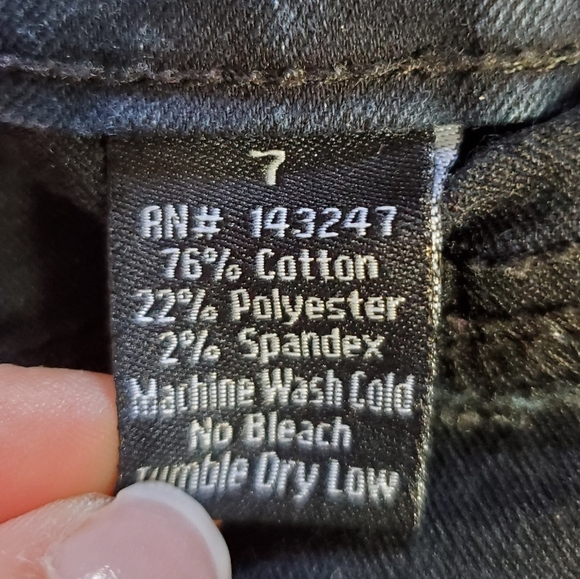 7
RN# 143247
76% Cotton
22% Polyester
2% Spandex
Machine Wash Cold
No Bleach
Tumble Dry Low